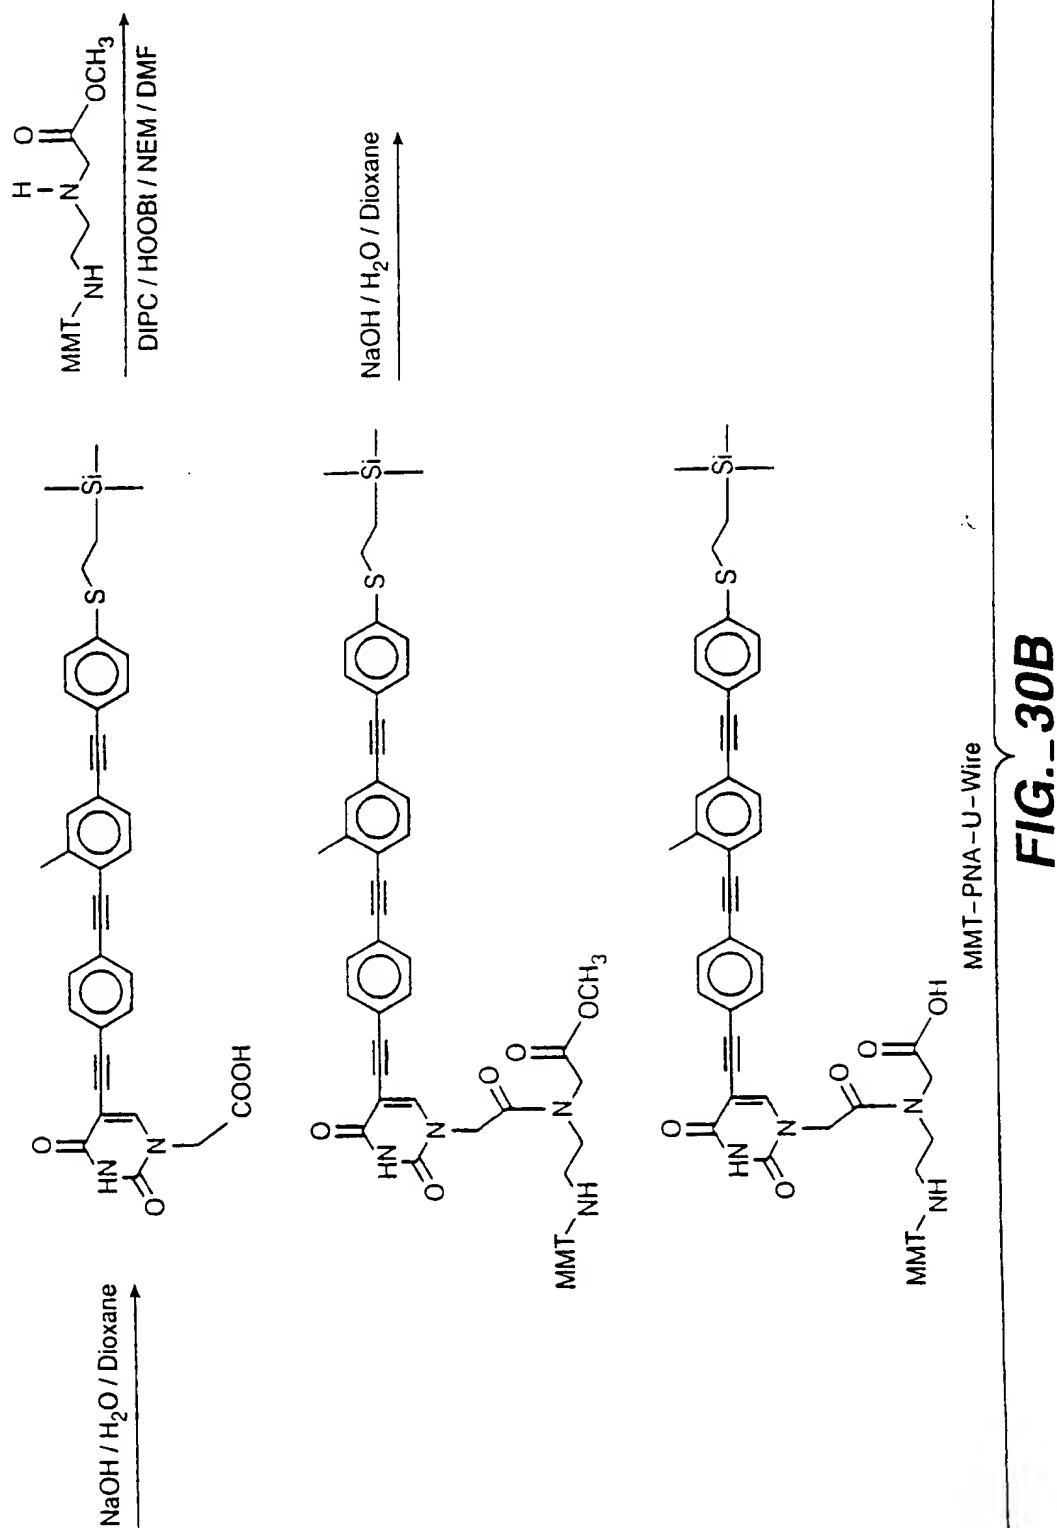 NaOH / H₂O / Dioxane
O
HN
N
O
COOH
S
Si
H
O
N
OCH₃
MMT
NH
DIPC / HOOBt / NEM / DMF
O
HN
N
O
O
O
N
OCH₃
NH
MMT
S
Si
NaOH / H₂O / Dioxane
O
HN
N
O
O
O
N
OH
NH
MMT
S
Si
MMT–PNA–U–Wire
FIG._30B